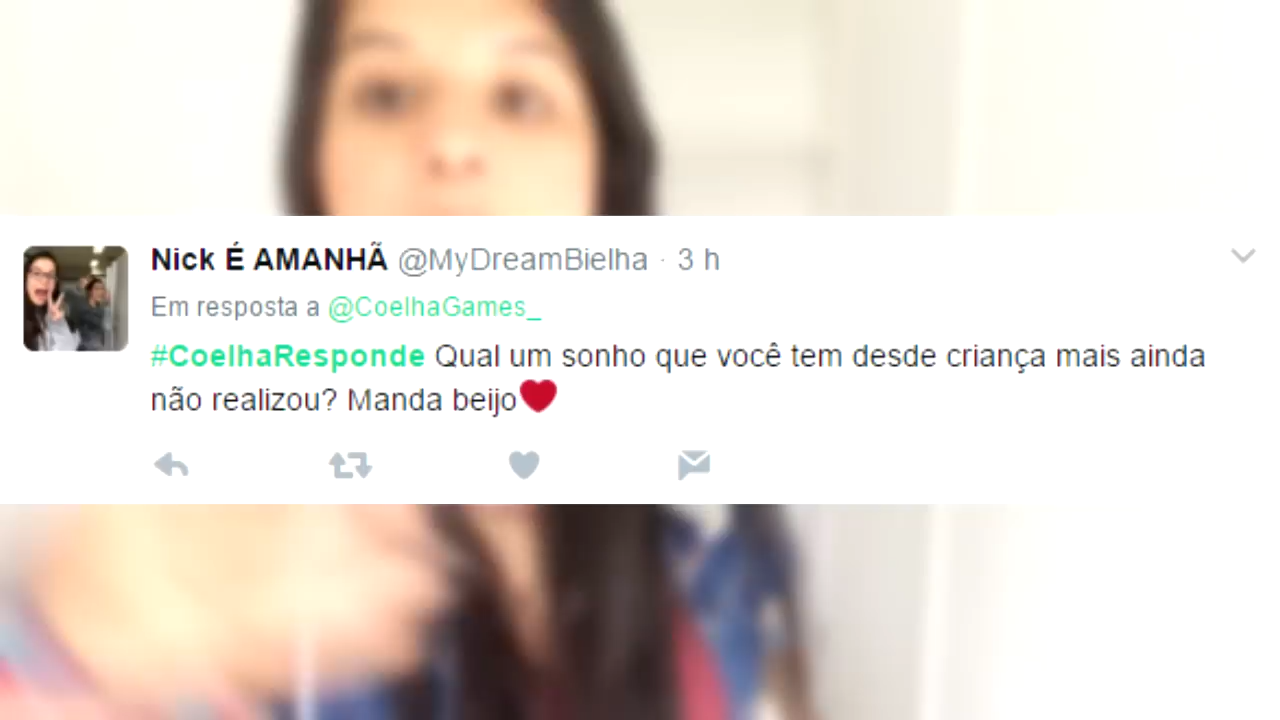 Nick É AMANHÃ @MyDreamBielha · 3 h
Em resposta a @CoelhaGames_
#CoelhaResponde Qual um sonho que você tem desde criança mais ainda
não realizou? Manda beijo❤